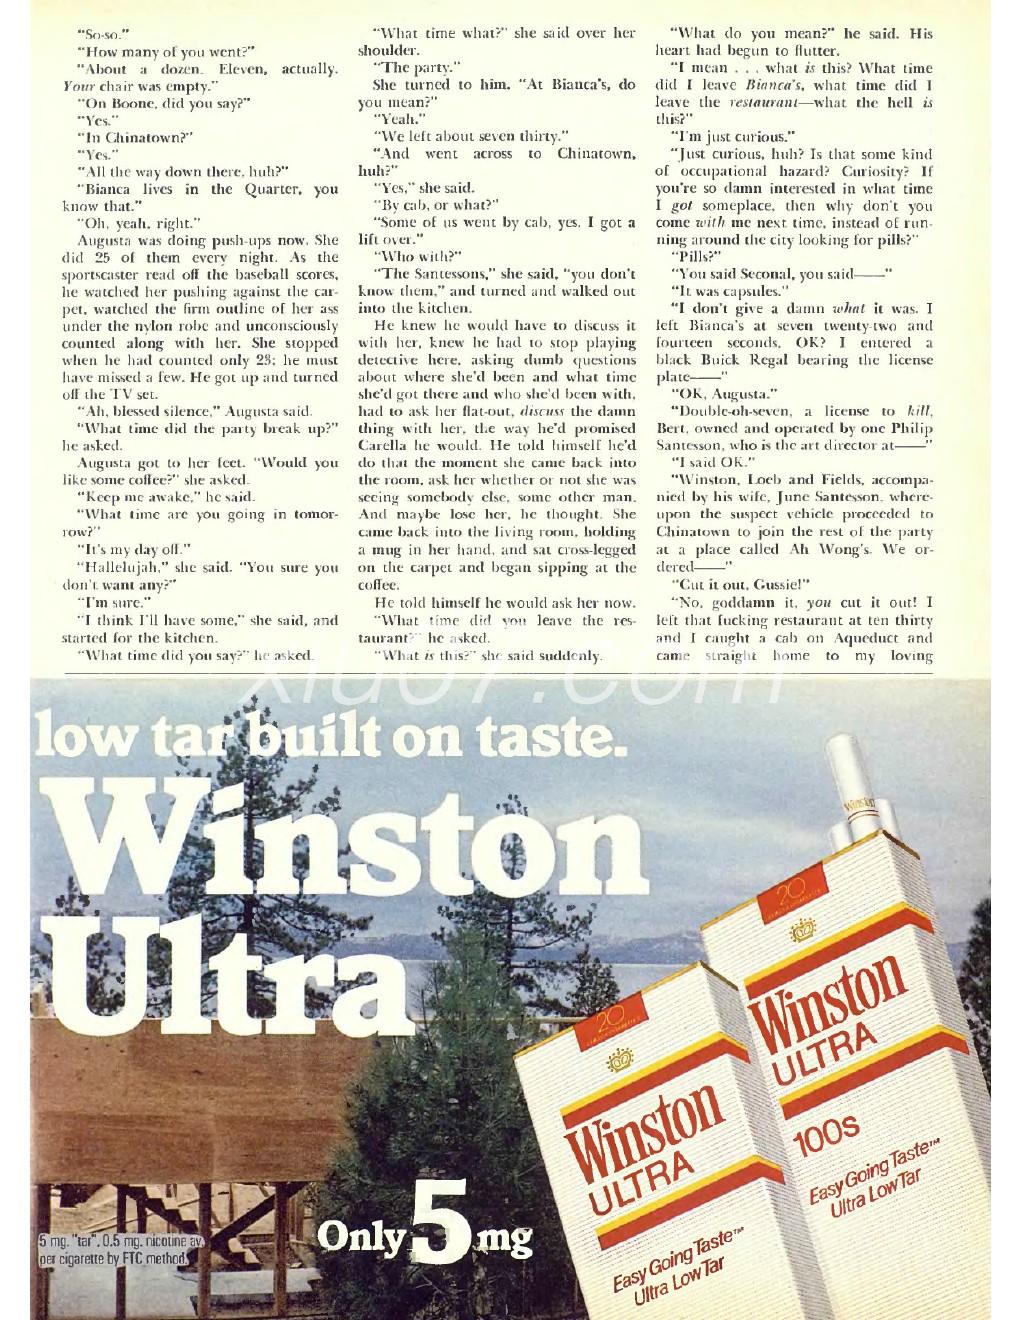 "So-so."
"How many of you went?"
"About a dozen. Eleven, actually.
Your chair was empty."
"On Boone, did you say?"
"Yes."
"In Chinatown?"
"Yes."
"All the way down there, huh?"
"Bianca lives in the Quarter, you
know that."
"Oh, yeah, right."
Augusta was doing push-ups now. She
did 25 of them every night. As the
sportscaster read off the baseball scores,
he watched her pushing against the car-
pet, watched the firm outline of her ass
under the nylon robe and unconsciously
counted along with her. She stopped
when he had counted only 23; he must
have missed a few. He got up and turned
off the TV set.
"Ah, blessed silence," Augusta said.
"What time did the party break up?"
he asked.
Augusta got to her feet. "Would you
like some coffee?" she asked.
"Keep me awake," he said.
"What time are you going in tomor-
row?"
"It's my day off."
"Hallelujah," she said. "You sure you
don't want any?"
"I'm sure."
"I think I'll have some," she said, and
started for the kitchen.
"What time did you say?" he asked.
"What time what?" she said over her
shoulder.
"The party."
She turned to him. "At Bianca's, do
you mean?"
"Yeah."
"We left about seven thirty."
"And went across to Chinatown,
huh?"
"Yes," she said.
"By cab, or what?"
"Some of us went by cab, yes. I got a
lift over."
"Who with?"
"The Santessons," she said, "you don't
know them," and turned and walked out
into the kitchen.
He knew he would have to discuss it
with her, knew he had to stop playing
detective here, asking dumb questions
about where she'd been and what time
she'd got there and who she'd been with,
had to ask her flat-out, discuss the damn
thing with her, the way he'd promised
Carella he would. He told himself he'd
do that the moment she came back into
the room, ask her whether or not she was
seeing somebody else, some other man.
And maybe lose her, he thought. She
came back into the living room, holding
a mug in her hand, and sat cross-legged
on the carpet and began sipping at the
coffee.
He told himself he would ask her now.
"What time did you leave the res-
taurant?" he asked.
"What is this?" she said suddenly.
"What do you mean?" he said. His
heart had begun to flutter.
"I mean . . . what is this? What time
did I leave Bianca's, what time did I
leave the restaurant—what the hell is
this?"
"I'm just curious."
"Just curious, huh? Is that some kind
of occupational hazard? Curiosity? If
you're so damn interested in what time
I got someplace, then why don't you
come with me next time, instead of run-
ning around the city looking for pills?"
"Pills?"
"You said Seconal, you said——"
"It was capsules."
"I don't give a damn what it was. I
left Bianca's at seven twenty-two and
fourteen seconds, OK? I entered a
black Buick Regal bearing the license
plate——"
"OK, Augusta."
"Double-oh-seven, a license to kill,
Bert, owned and operated by one Philip
Santesson, who is the art director at——"
"I said OK."
"Winston, Loeb and Fields, accompa-
nied by his wife, June Santesson, where-
upon the suspect vehicle proceeded to
Chinatown to join the rest of the party
at a place called Ah Wong's. We or-
dered——"
"Cut it out, Gussie!"
"No, goddamn it, you cut it out! I
left that fucking restaurant at ten thirty
and I caught a cab on Aqueduct and
came straight home to my loving
low tar built on taste.
Winston
Ultra
Winston
20
Winston
ULTRA
100s
Easy Going Taste™
Ultra Low Tar
20
Winston
ULTRA
Easy Going Taste™
Ultra Low Tar
Only 5 mg
5 mg. "tar", 0.5 mg. nicotine av.
per cigarette by FTC method.